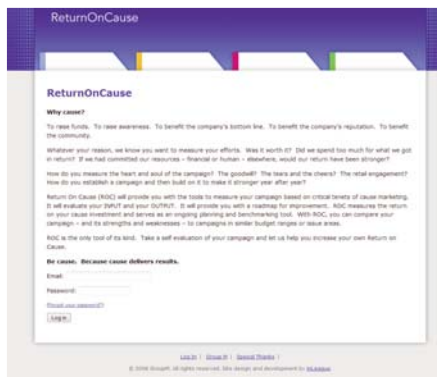 ReturnOnCause
ReturnOnCause
Why cause?
To raise funds. To raise awareness. To benefit the company's bottom line. To benefit the company's reputation. To benefit
the community.
Whatever your reason, we know you want to measure your efforts. Was it worth it? Did we spend too much for what we got
in return? If we had committed our resources - financial or human - elsewhere, would our return have been stronger?
How do you measure the heart and soul of the campaign? The goodwill? The tears and the cheers? The retail engagement?
How do you establish a campaign and then build on it to make it stronger year after year?
Return On Cause (ROC) will provide you with the tools to measure your campaign based on critical tenets of cause marketing.
It will evaluate your INPUT and your OUTPUT. It will provide you with a roadmap for improvement. ROC measures the return
on your cause investment and serves as an ongoing planning and benchmarking tool. With ROC, you can compare your
campaign - and its strengths and weaknesses - to campaigns in similar budget ranges or issue areas.
ROC is the only tool of its kind. Take a self evaluation of your campaign and let us help you increase your own Return on
Cause.
Be cause. Because cause delivers results.
Email:
Password:
Forgot your password?
Log in
Log In | Group M | Special Thanks |
© 2006 GroupM. All rights reserved. Site design and development by